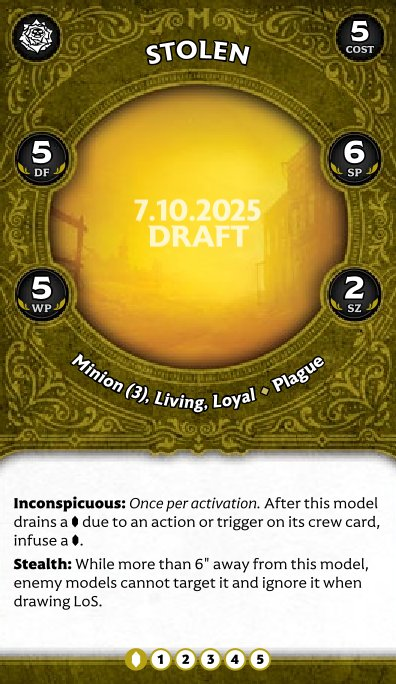 STOLEN
5
COST
5
DF
6
SP
7.10.2025
DRAFT
5
WP
2
SZ
Minion (3), Living, Loyal • Plague
Inconspicuous: Once per activation. After this model
drains a ⬮ due to an action or trigger on its crew card,
infuse a ⬮.
Stealth: While more than 6" away from this model,
enemy models cannot target it and ignore it when
drawing LoS.
1 2 3 4 5